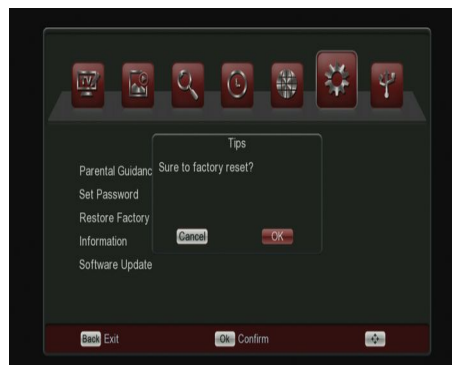 TV
Tips
Sure to factory reset?
Parental Guidanc
Set Password
Restore Factory
Information
Software Update
Cancel OK
Back Exit Ok Confirm